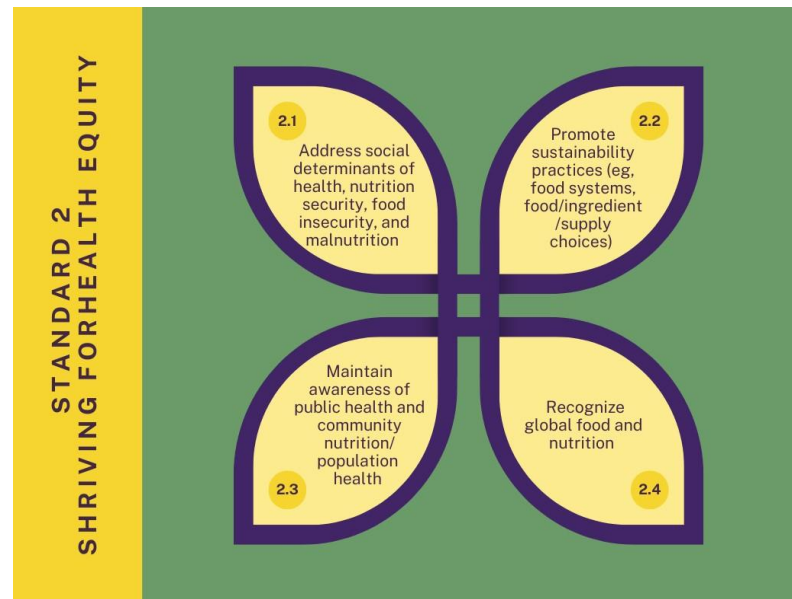 STANDARD 2
SHRIVING FORHEALTH EQUITY
2.1
Address social
determinants of
health, nutrition
security, food
insecurity, and
malnutrition
2.2
Promote
sustainability
practices (eg,
food systems,
food/ingredient
/supply
choices)
Maintain
awareness of
public health and
community
nutrition/
population
health
2.3
Recognize
global food and
nutrition
2.4